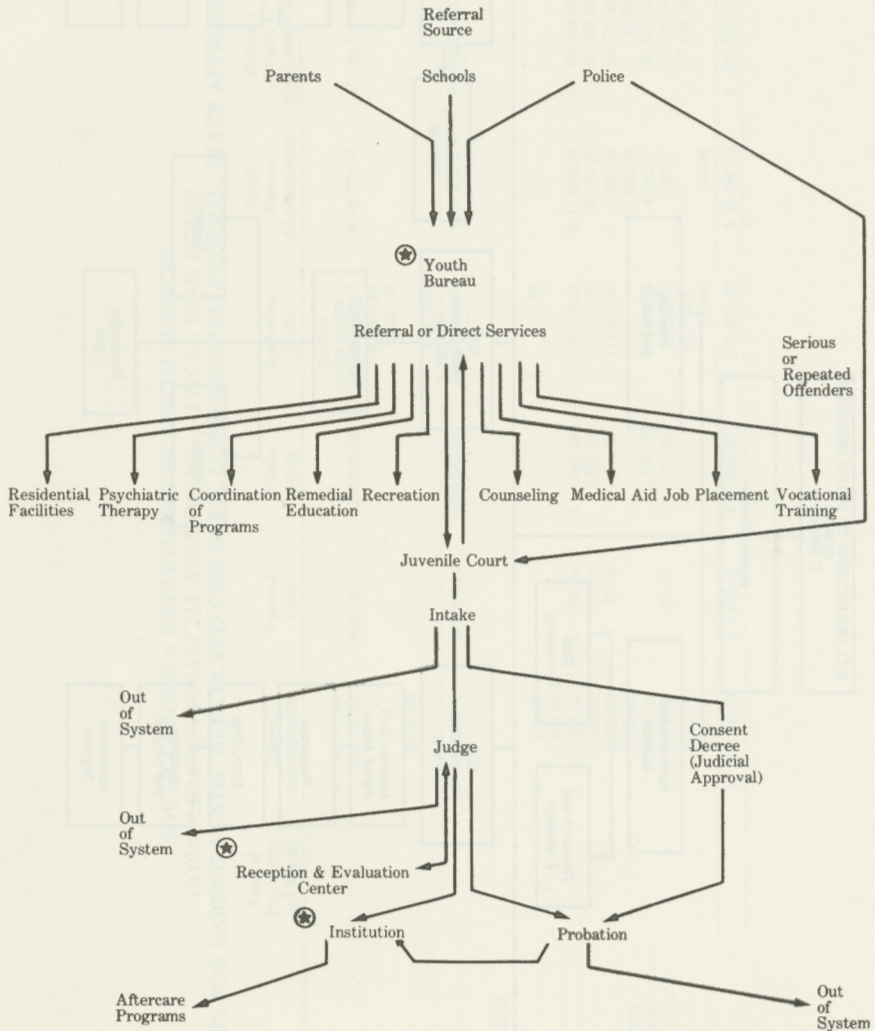 Referral
Source
Parents
Schools
Police
Youth
Bureau
Referral or Direct Services
Serious
or
Repeated
Offenders
Residential
Facilities
Psychiatric
Therapy
Coordination
of
Programs
Remedial
Education
Recreation
Counseling
Medical Aid
Job Placement
Vocational
Training
Juvenile Court
Intake
Out
of
System
Judge
Consent
Decree
(Judicial
Approval)
Out
of
System
Reception & Evaluation
Center
Institution
Probation
Aftercare
Programs
Out
of
System